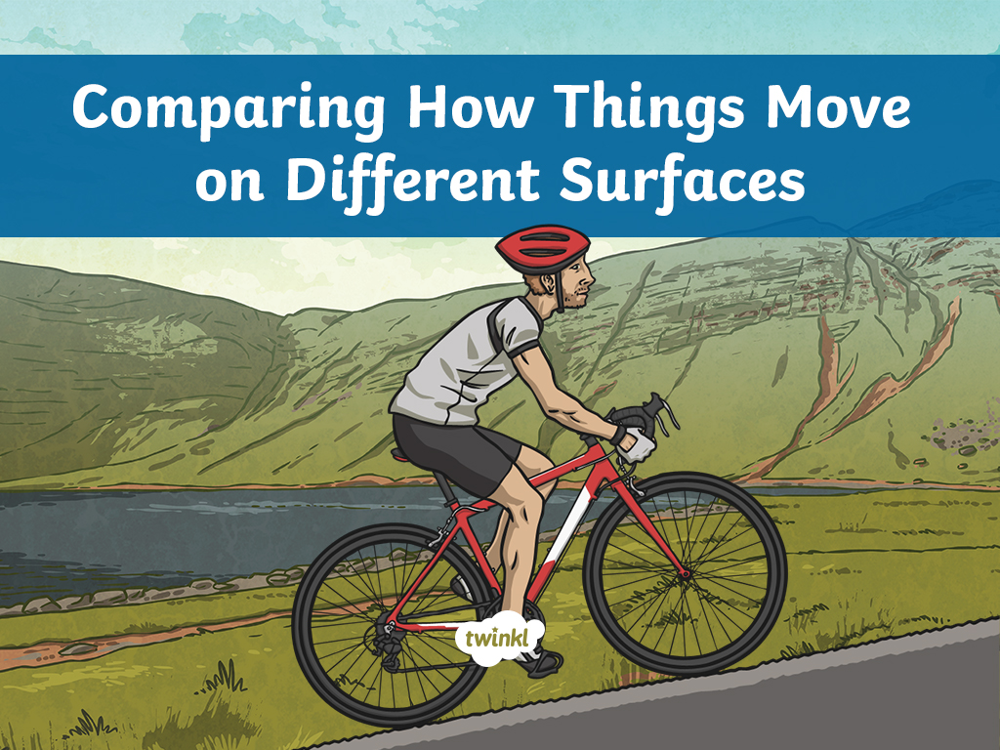 Comparing How Things Move
on Different Surfaces
twinkl